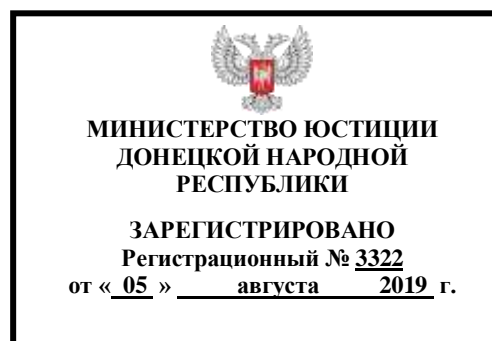 МИНИСТЕРСТВО ЮСТИЦИИ
ДОНЕЦКОЙ НАРОДНОЙ
РЕСПУБЛИКИ
ЗАРЕГИСТРИРОВАНО
Регистрационный № 3322
от « 05 » августа 2019 г.